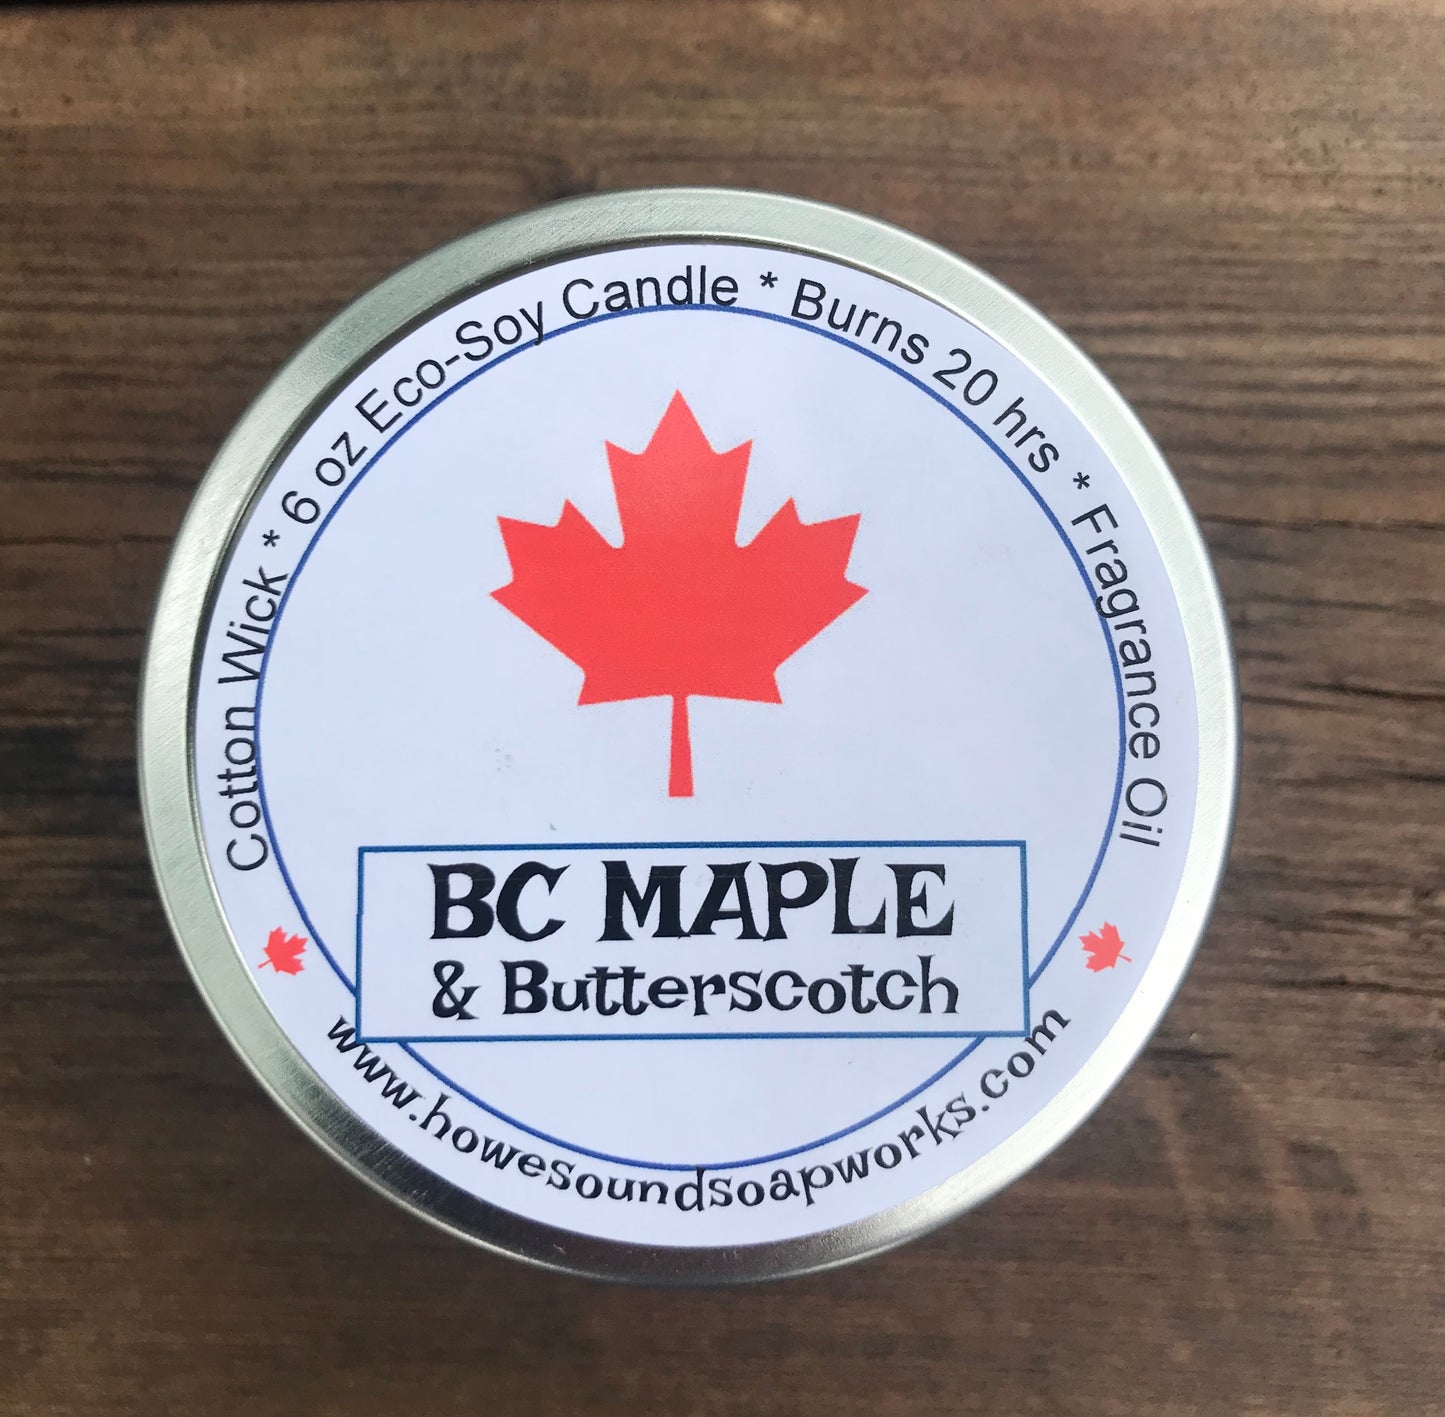 Cotton Wick * 6 oz Eco-Soy Candle * Burns 20 hrs * Fragrance Oil
BC MAPLE
& Butterscotch
www.howesoundsoapworks.com